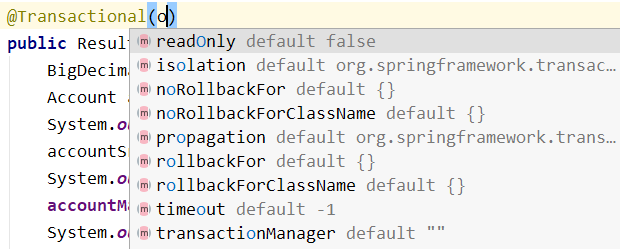 @Transactional(o)
public Result
readOnly default false
BigDecima
isolation default org.springframework.transac...
Account
noRollbackFor default {}
System.o
noRollbackForClassName default {}
accountS
propagation default org.springframework.trans...
System.o
rollbackFor default {}
accountMa
rollbackForClassName default {}
System.o
timeout default -1
transactionManager default ""